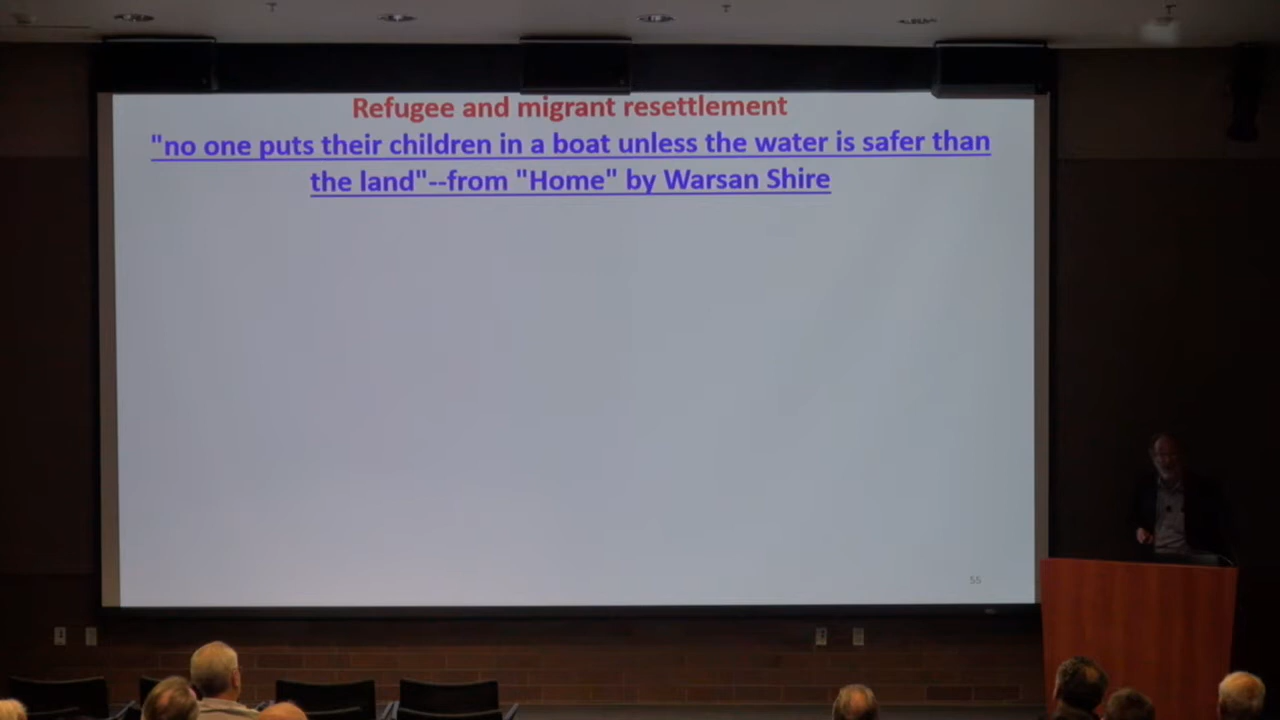 Refugee and migrant resettlement
"no one puts their children in a boat unless the water is safer than
the land"--from "Home" by Warsan Shire
55